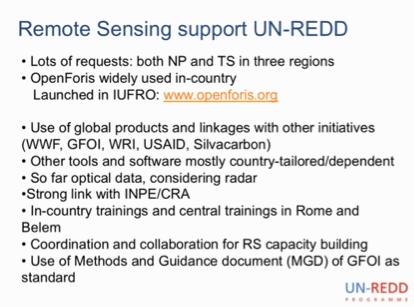 Remote Sensing support UN-REDD
• Lots of requests: both NP and TS in three regions
• OpenForis widely used in-country
Launched in IUFRO: www.openforis.org
• Use of global products and linkages with other initiatives
(WWF, GFOI, WRI, USAID, Silvacarbon)
• Other tools and software mostly country-tailored/dependent
• So far optical data, considering radar
•Strong link with INPE/CRA
• In-country trainings and central trainings in Rome and
Belem
• Coordination and collaboration for RS capacity building
• Use of Methods and Guidance document (MGD) of GFOI as
standard
UN-REDD
PROGRAMME